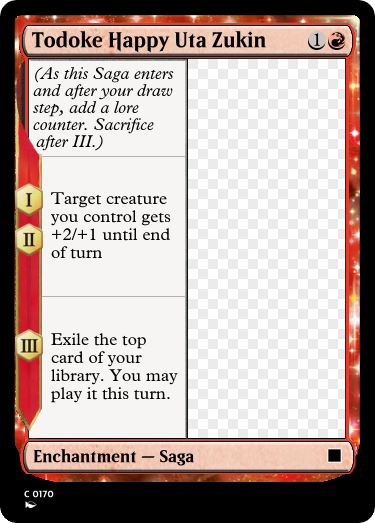 Todoke Happy Uta Zukin 1
(As this Saga enters
and after your draw
step, add a lore
counter. Sacrifice
after III.)
I
II
Target creature
you control gets
+2/+1 until end
of turn
III
Exile the top
card of your
library. You may
play it this turn.
Enchantment — Saga
C 0170